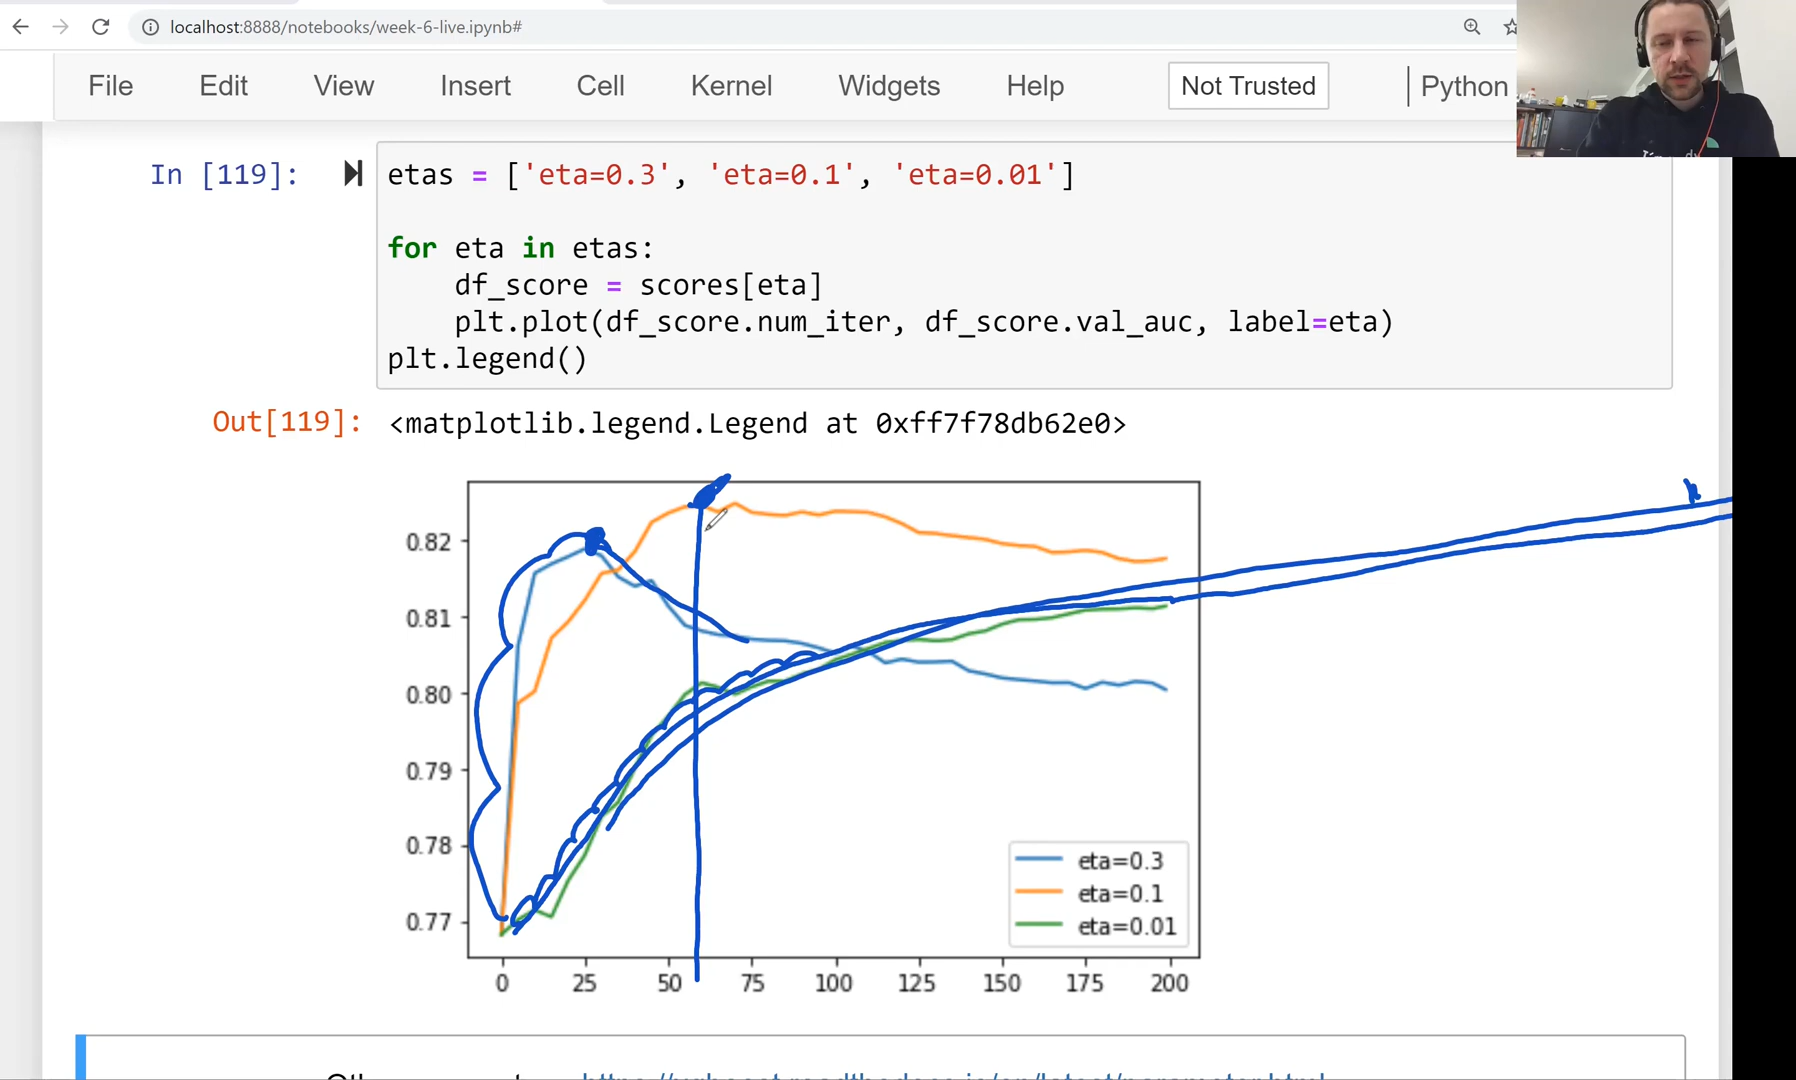 localhost:8888/notebooks/week-6-live.ipynb#
File Edit View Insert Cell Kernel Widgets Help Not Trusted Python
In [119]: etas = ['eta=0.3', 'eta=0.1', 'eta=0.01']
for eta in etas:
df_score = scores[eta]
plt.plot(df_score.num_iter, df_score.val_auc, label=eta)
plt.legend()
Out[119]: <matplotlib.legend.Legend at 0xff7f78db62e0>
0.82
0.81
0.80
0.79
0.78
0.77
eta=0.3
eta=0.1
eta=0.01
0 25 50 75 100 125 150 175 200